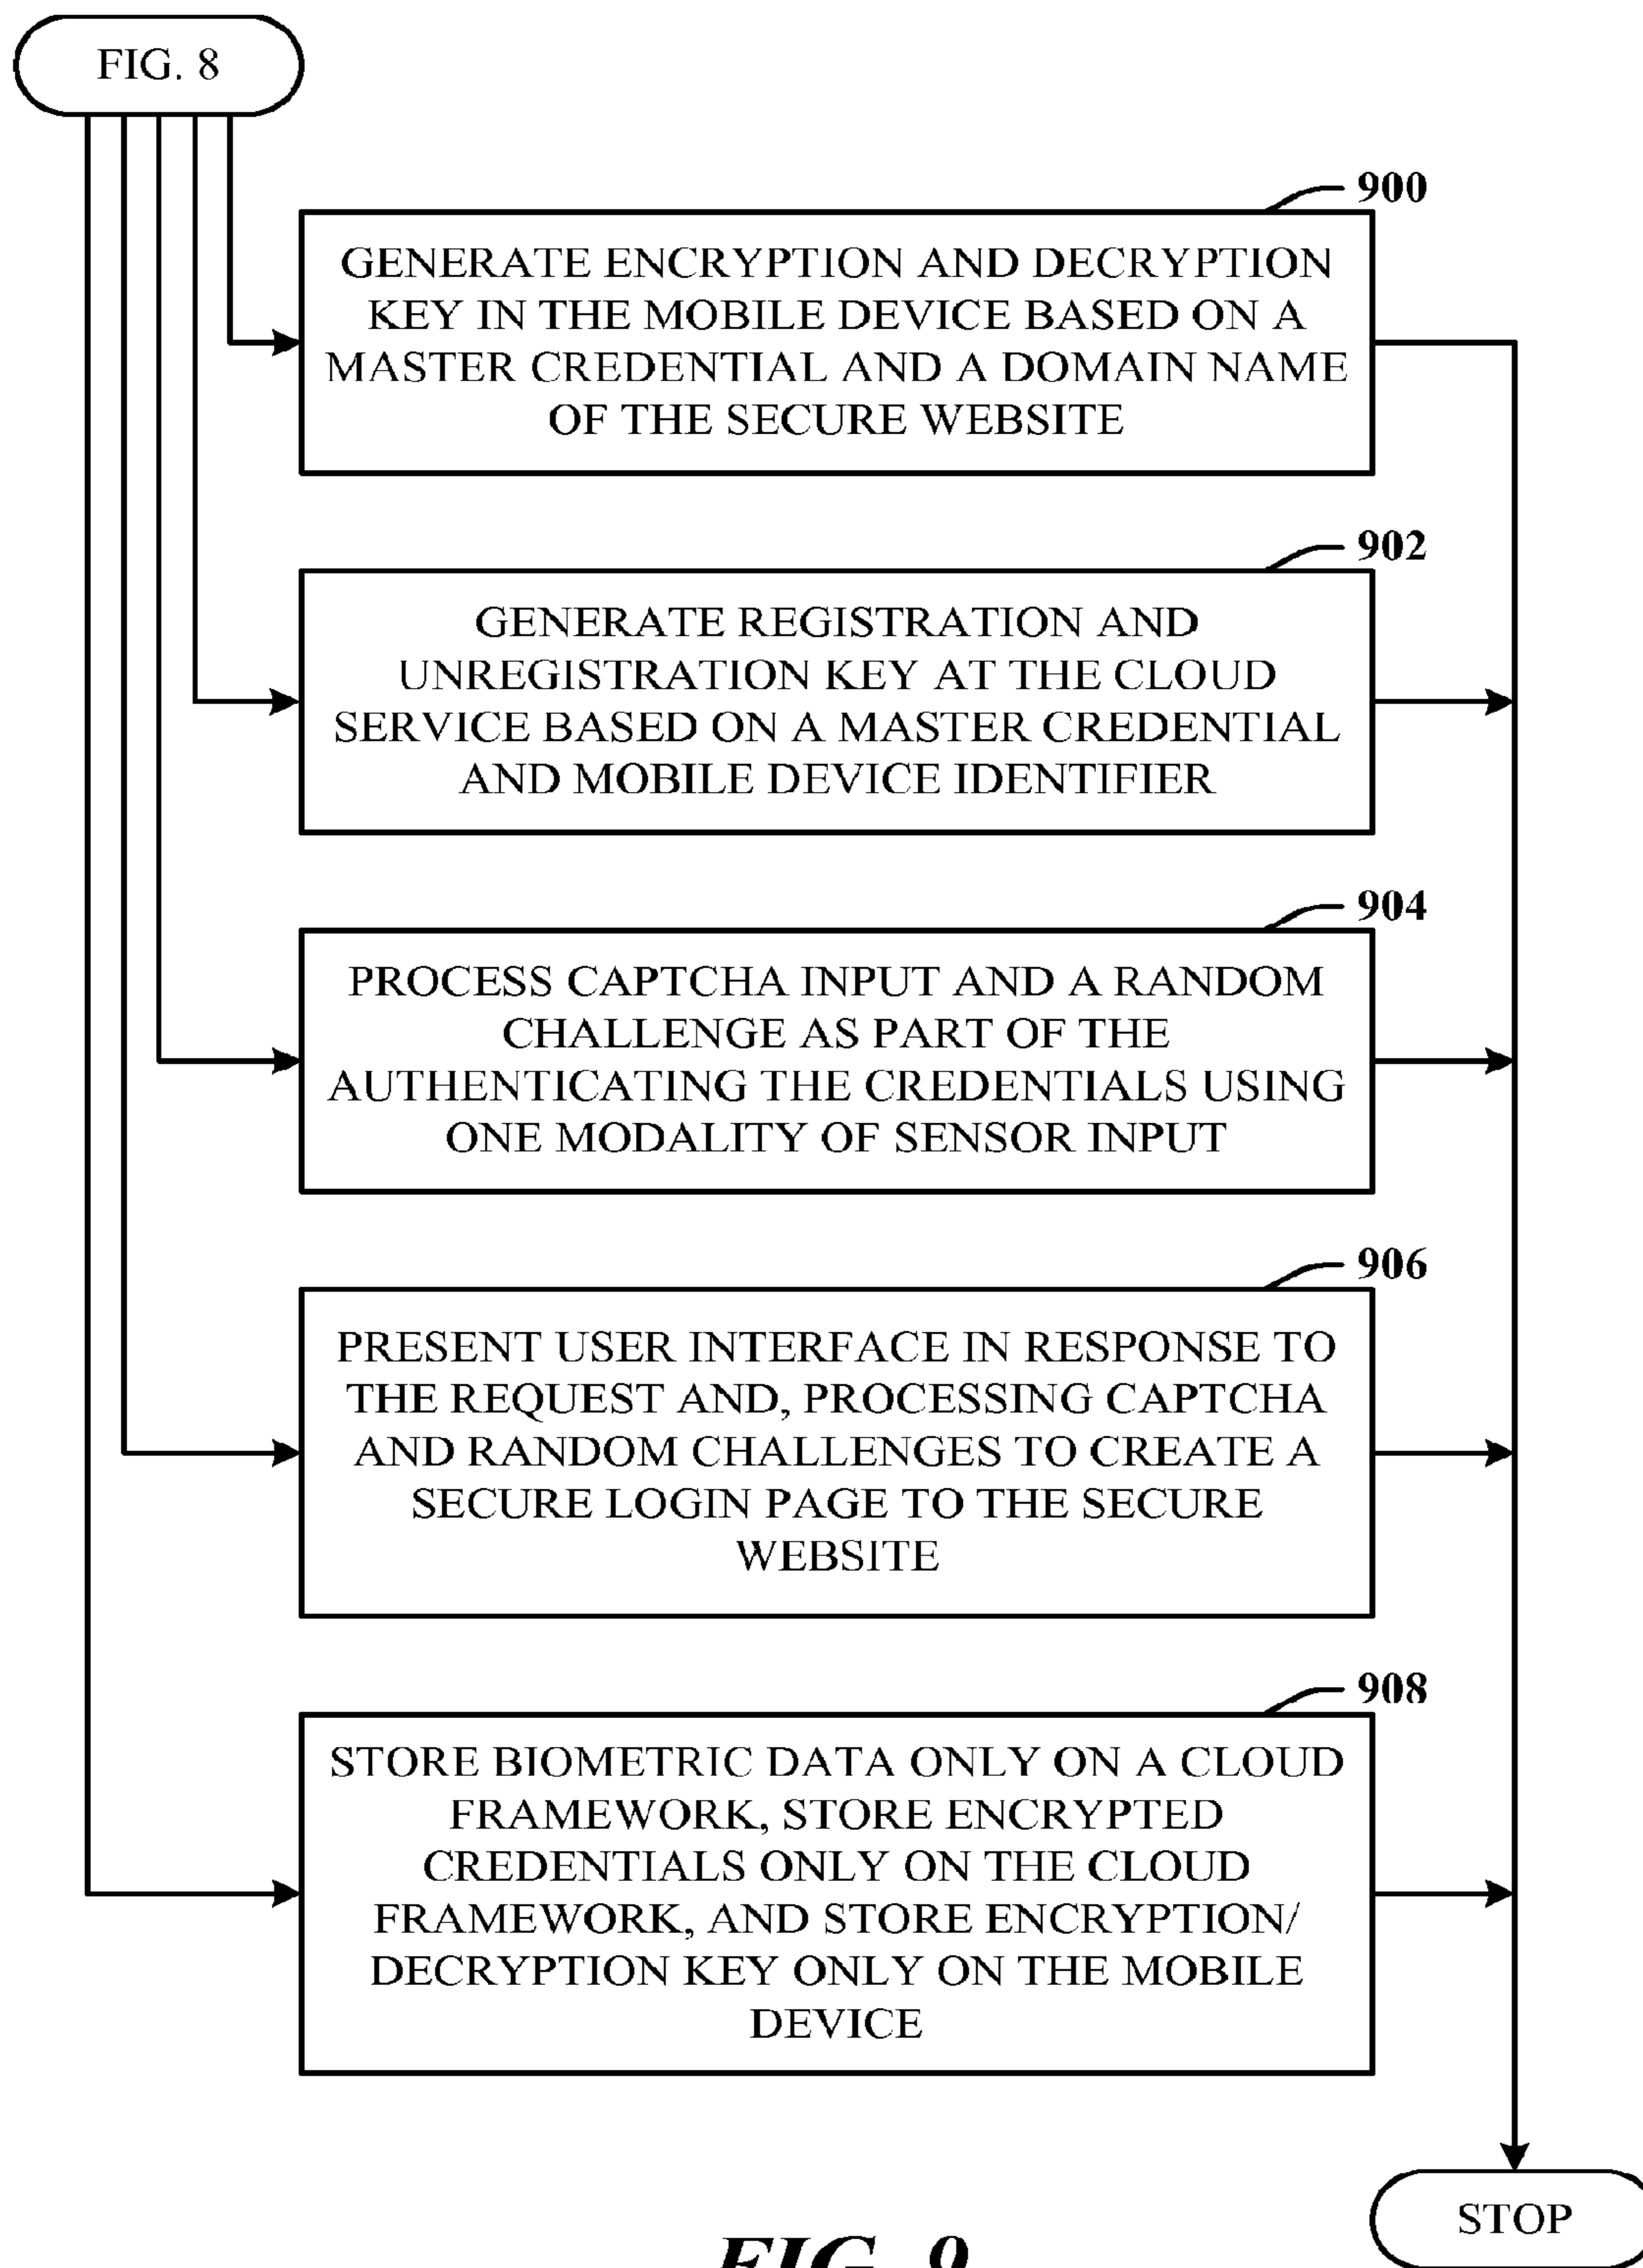 FIG. 8
900
GENERATE ENCRYPTION AND DECRYPTION
KEY IN THE MOBILE DEVICE BASED ON A
MASTER CREDENTIAL AND A DOMAIN NAME
OF THE SECURE WEBSITE
902
GENERATE REGISTRATION AND
UNREGISTRATION KEY AT THE CLOUD
SERVICE BASED ON A MASTER CREDENTIAL
AND MOBILE DEVICE IDENTIFIER
904
PROCESS CAPTCHA INPUT AND A RANDOM
CHALLENGE AS PART OF THE
AUTHENTICATING THE CREDENTIALS USING
ONE MODALITY OF SENSOR INPUT
906
PRESENT USER INTERFACE IN RESPONSE TO
THE REQUEST AND, PROCESSING CAPTCHA
AND RANDOM CHALLENGES TO CREATE A
SECURE LOGIN PAGE TO THE SECURE
WEBSITE
908
STORE BIOMETRIC DATA ONLY ON A CLOUD
FRAMEWORK, STORE ENCRYPTED
CREDENTIALS ONLY ON THE CLOUD
FRAMEWORK, AND STORE ENCRYPTION/
DECRYPTION KEY ONLY ON THE MOBILE
DEVICE
STOP
FIG. 9